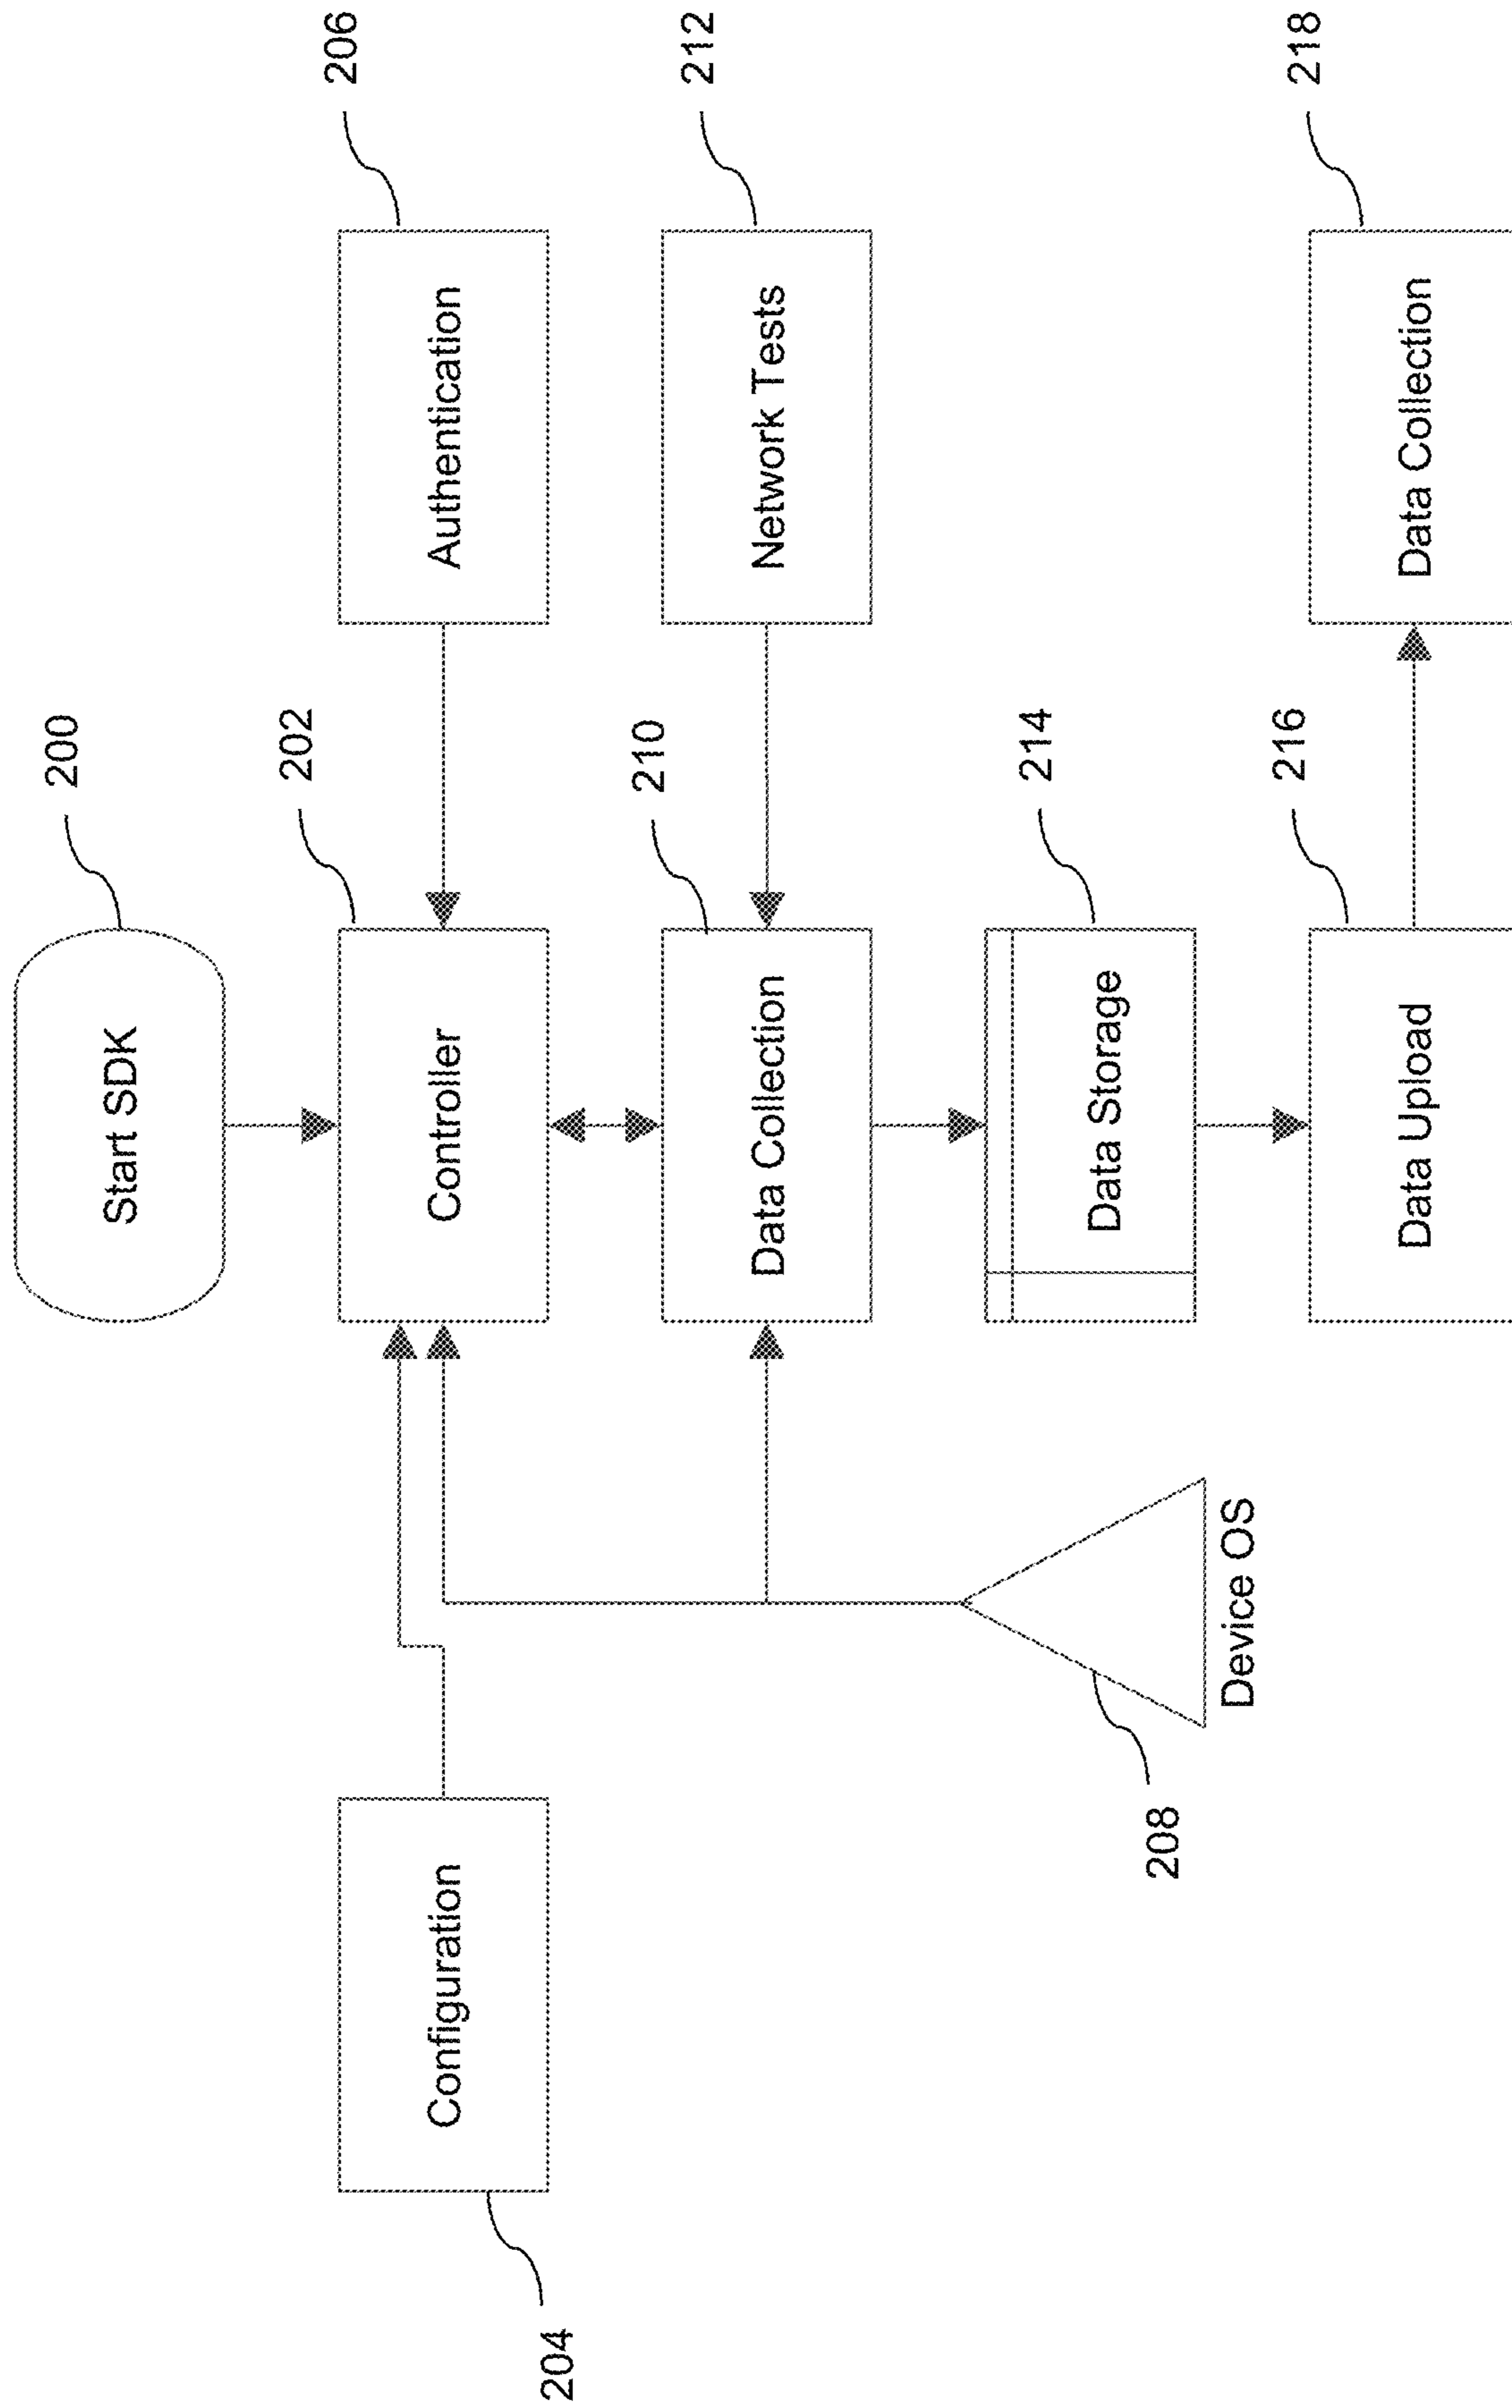 200
Start SDK
202
206
Controller
Authentication
Configuration
204
210
212
Data Collection
Network Tests
214
Data Storage
208
Device OS
216
218
Data Upload
Data Collection